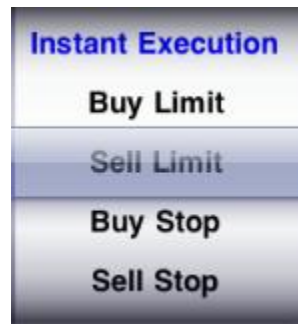 Instant Execution
Buy Limit
Sell Limit
Buy Stop
Sell Stop